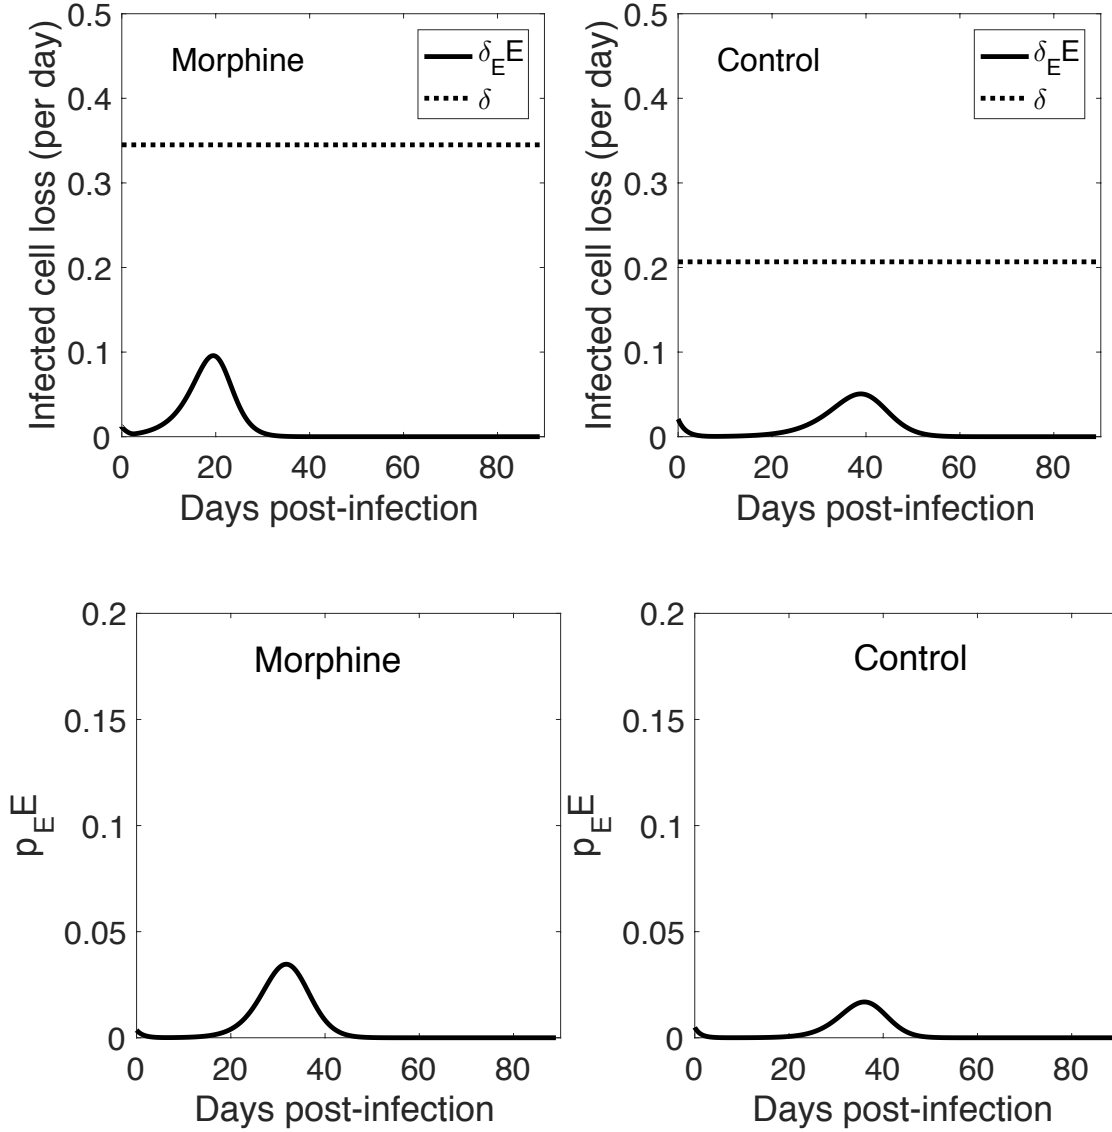 Infected cell loss (per day)
0.5
0.4
0.3
0.2
0.1
0
Morphine
δ_E E
δ
0 20 40 60 80
Days post-infection
Infected cell loss (per day)
0.5
0.4
0.3
0.2
0.1
0
Control
δ_E E
δ
0 20 40 60 80
Days post-infection
p_E E
0.2
0.15
0.1
0.05
0
Morphine
0 20 40 60 80
Days post-infection
p_E E
0.2
0.15
0.1
0.05
0
Control
0 20 40 60 80
Days post-infection